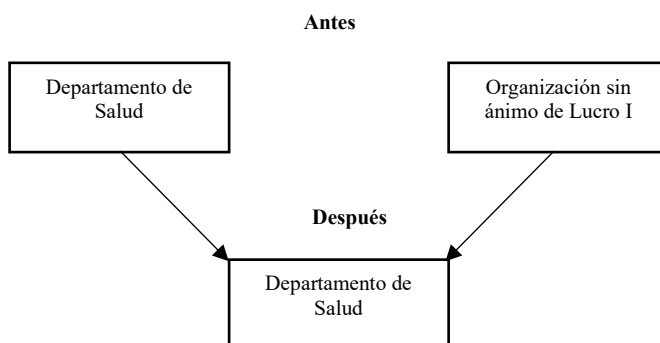 Antes
Departamento de
Salud
Organización sin
ánimo de Lucro I
Después
Departamento de
Salud